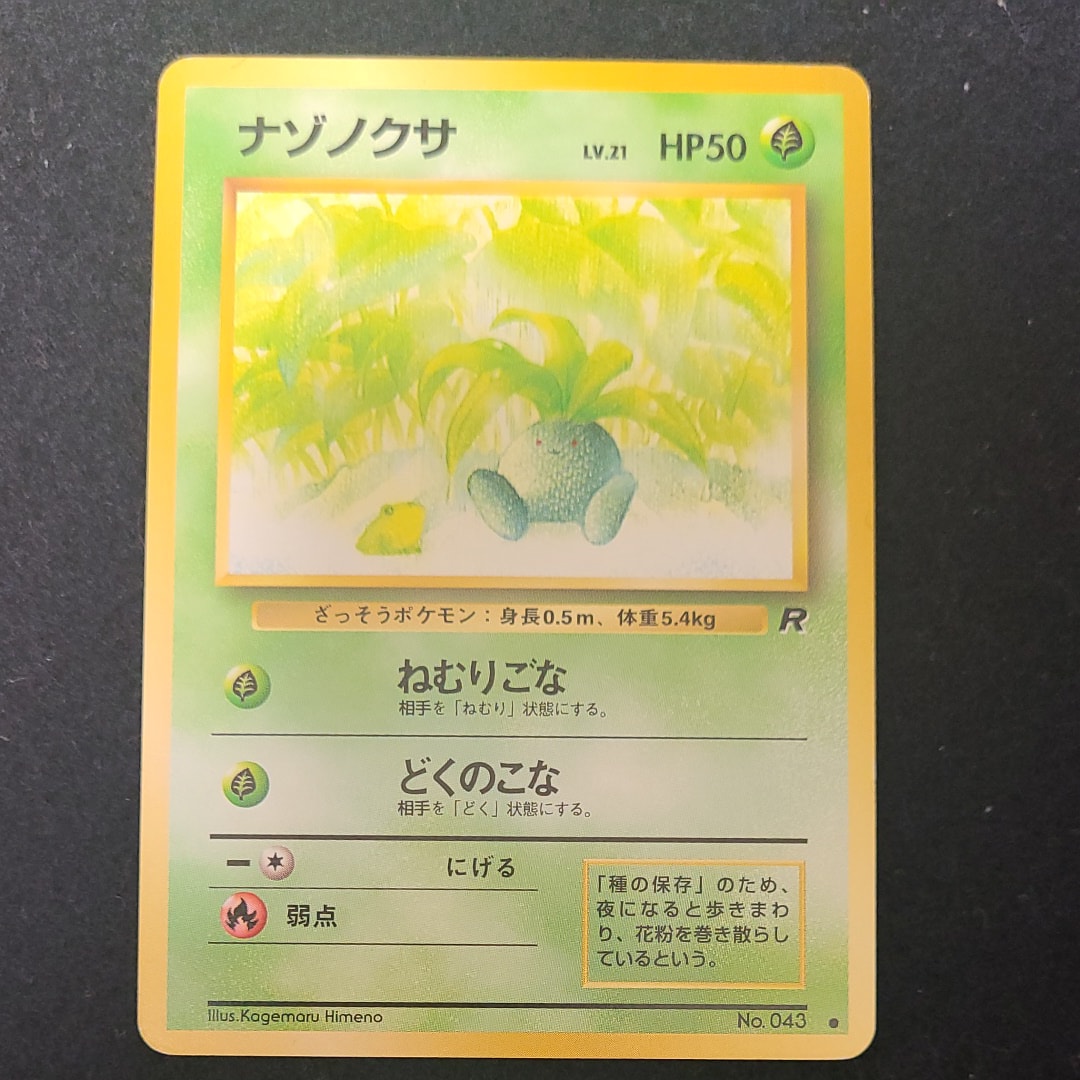 ナゾノクサ LV.21 HP50
ざっそうポケモン：身長0.5m、体重5.4kg R
ねむりごな
相手を「ねむり」状態にする。
どくのこな
相手を「どく」状態にする。
ー にげる
弱点
「種の保存」のため、
夜になると歩きまわ
り、花粉を巻き散らし
ているという。
Illus.Kagemaru Himeno
No. 043 ●